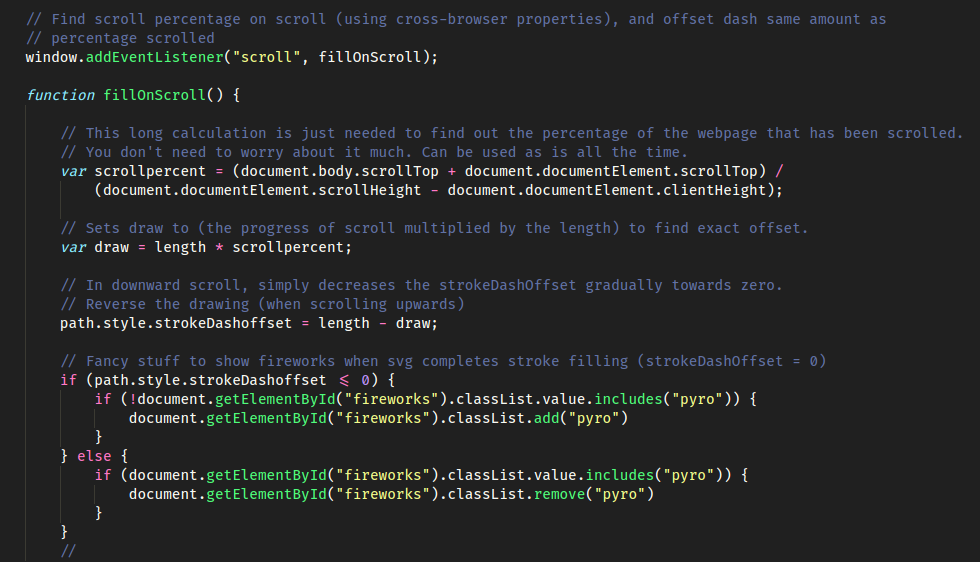 // Find scroll percentage on scroll (using cross-browser properties), and offset dash same amount as
// percentage scrolled
window.addEventListener("scroll", fillOnScroll);

function fillOnScroll() {

    // This long calculation is just needed to find out the percentage of the webpage that has been scrolled.
    // You don't need to worry about it much. Can be used as is all the time.
    var scrollpercent = (document.body.scrollTop + document.documentElement.scrollTop) /
        (document.documentElement.scrollHeight - document.documentElement.clientHeight);

    // Sets draw to (the progress of scroll multiplied by the length) to find exact offset.
    var draw = length * scrollpercent;

    // In downward scroll, simply decreases the strokeDashOffset gradually towards zero.
    // Reverse the drawing (when scrolling upwards)
    path.style.strokeDashoffset = length - draw;

    // Fancy stuff to show fireworks when svg completes stroke filling (strokeDashOffset = 0)
    if (path.style.strokeDashoffset <= 0) {
        if (!document.getElementById("fireworks").classList.value.includes("pyro")) {
            document.getElementById("fireworks").classList.add("pyro")
        }
    } else {
        if (document.getElementById("fireworks").classList.value.includes("pyro")) {
            document.getElementById("fireworks").classList.remove("pyro")
        }
    }
    //